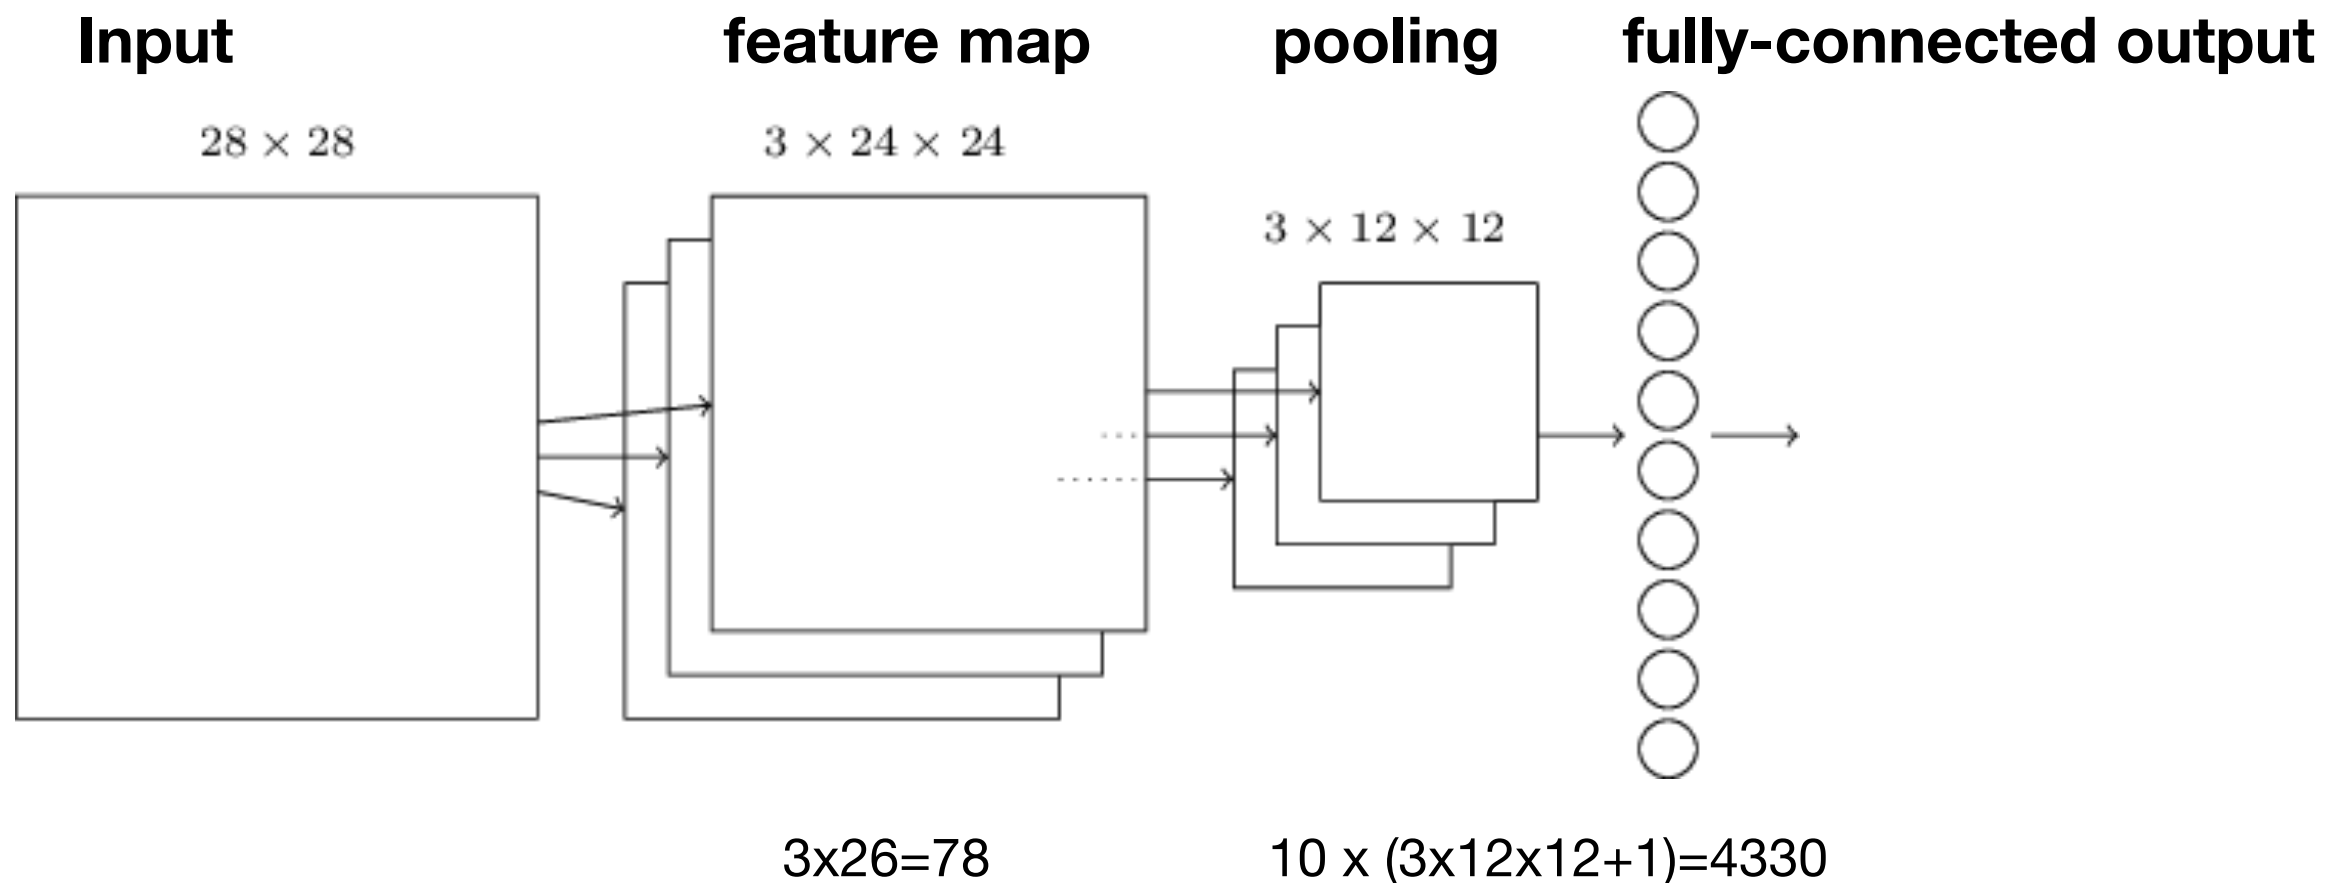 Input feature map pooling fully-connected output
28 × 28
3 × 24 × 24
3 × 12 × 12
3x26=78
10 x (3x12x12+1)=4330